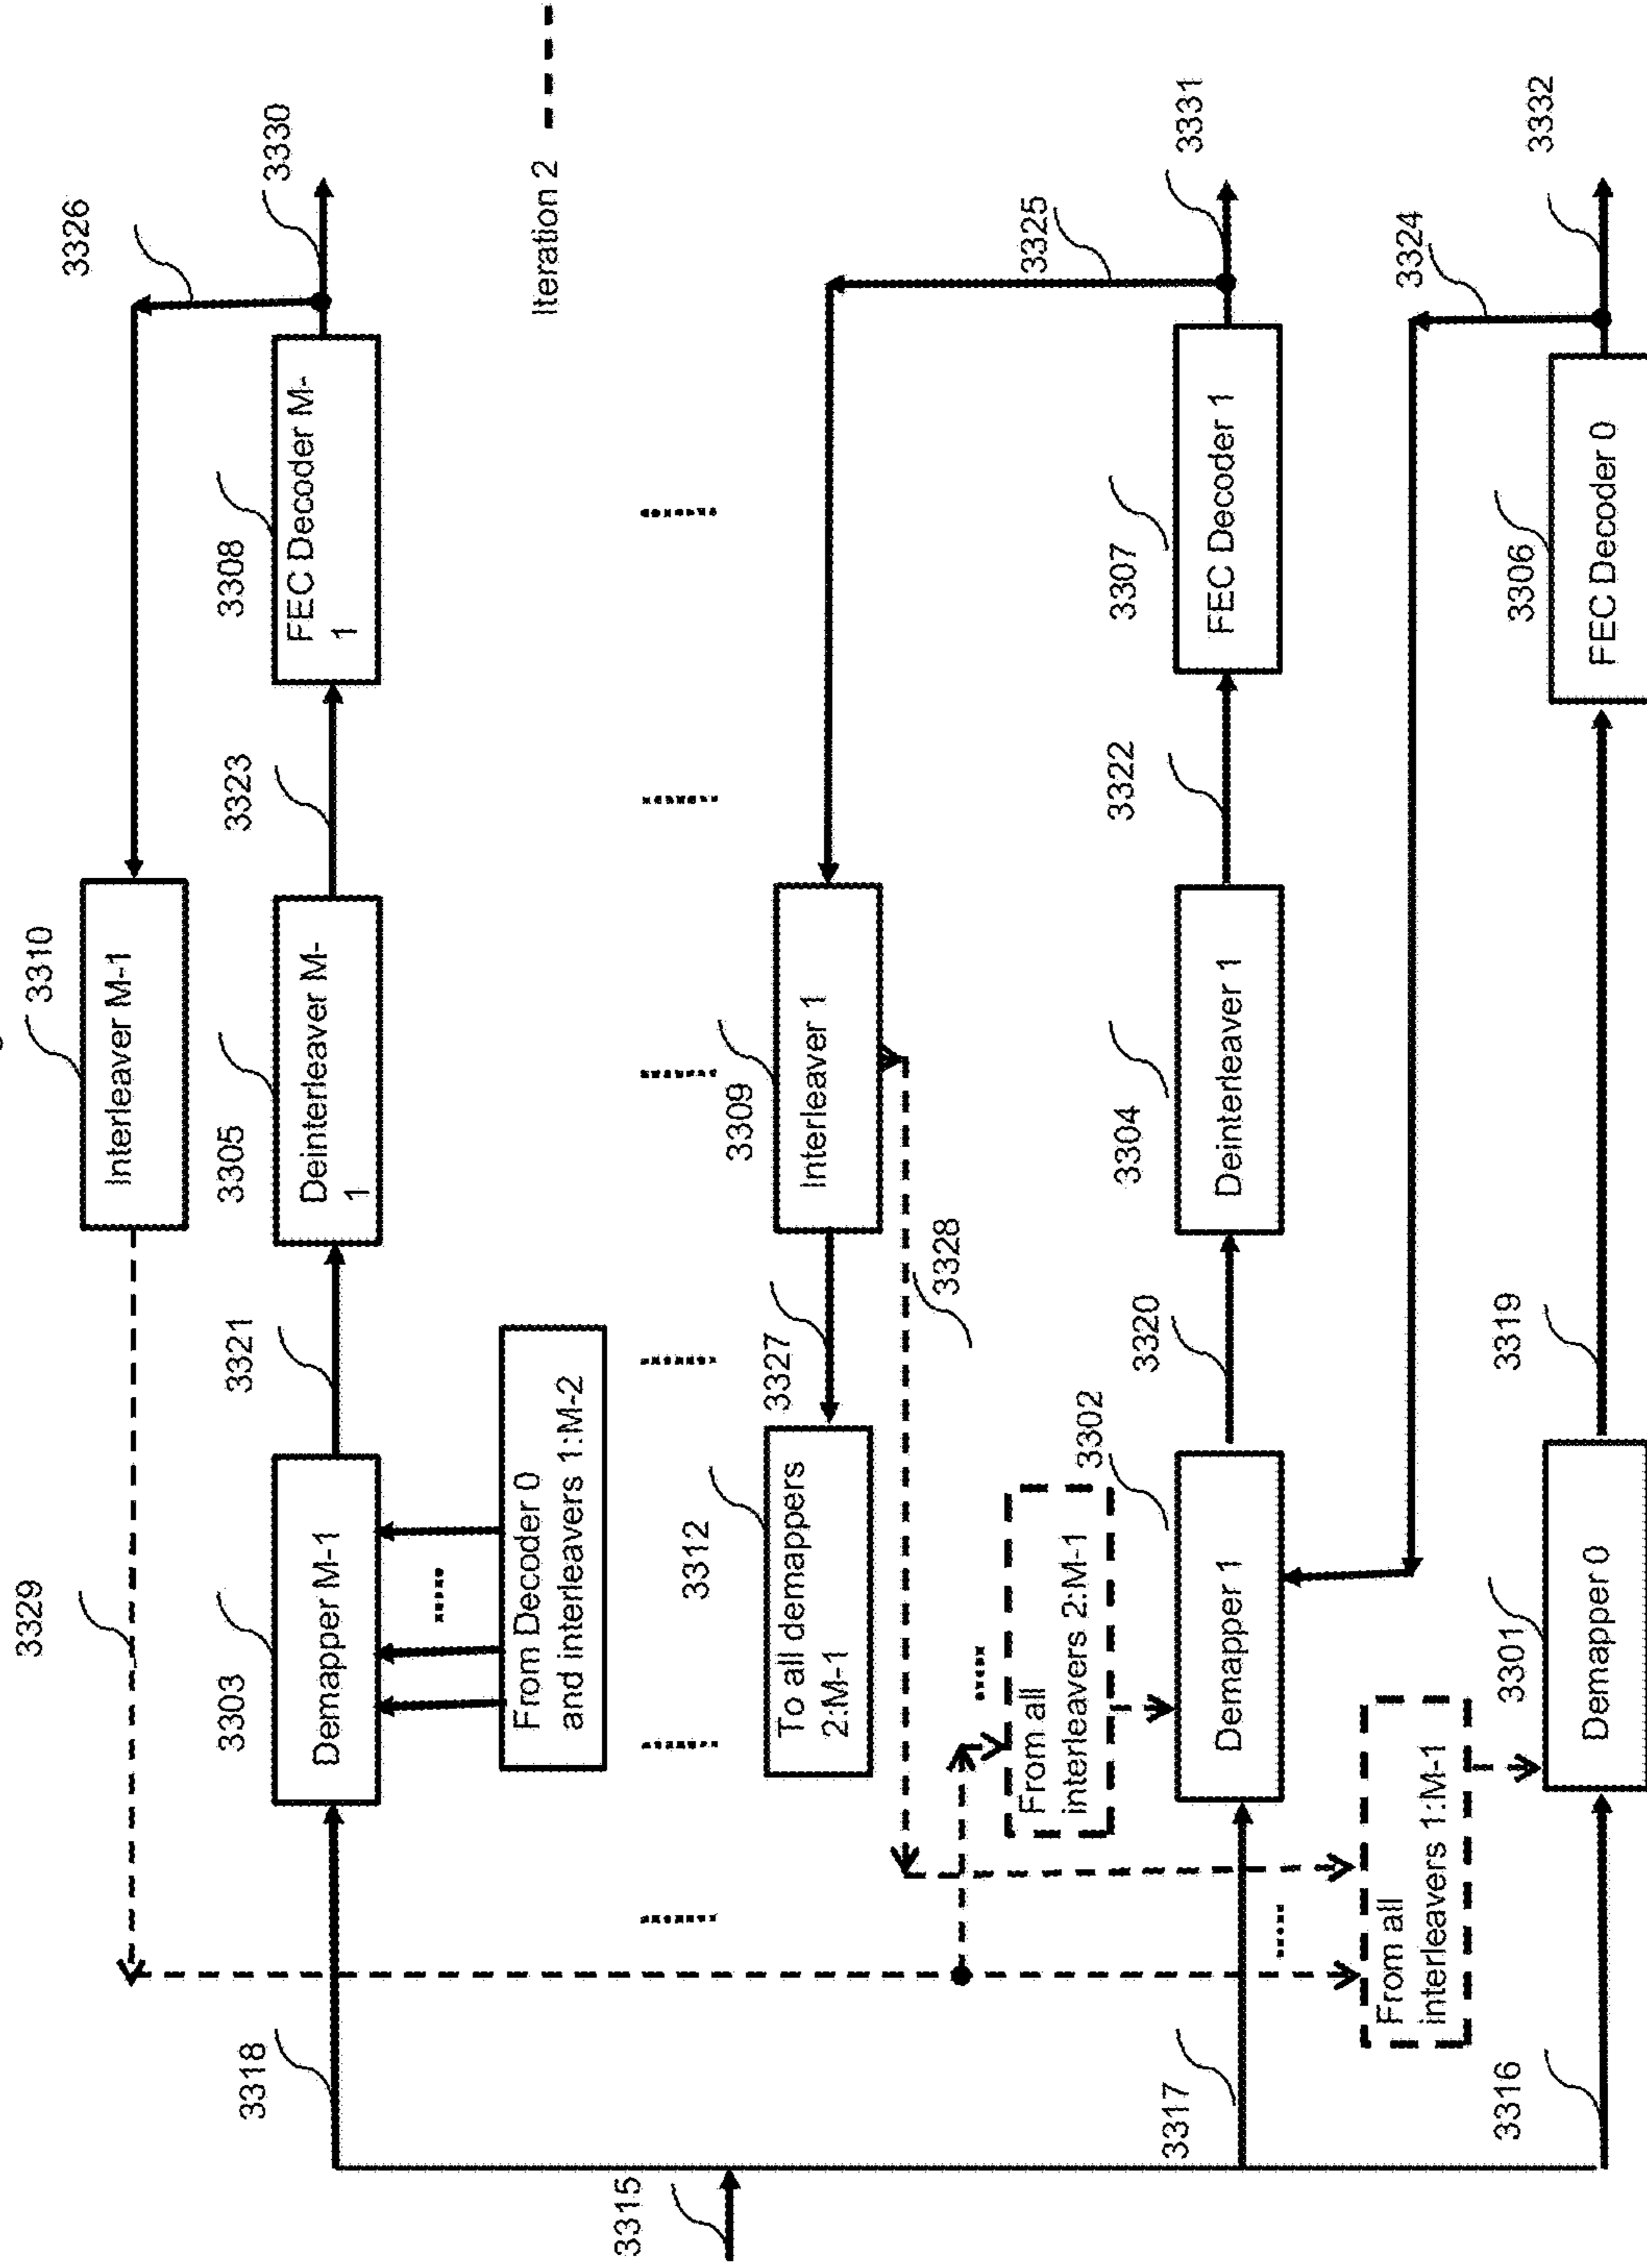 3326
3330
3310
Interleaver M-1
3329
3308
FEC Decoder M-
1
3323
3305
Deinterleaver M-
1
3321
3303
Demapper M-1
3318
From Decoder 0
and interleavers 1:M-2
Iteration 2
3315
3309
Interleaver 1
3327
3312
To all demappers
2:M-1
3328
3325
3331
3307
FEC Decoder 1
3322
3304
Deinterleaver 1
3320
3302
Demapper 1
From all
interleavers 2:M-1
3317
3324
3332
3306
FEC Decoder 0
3319
3301
Demapper 0
From all
interleavers 1:M-1
3316